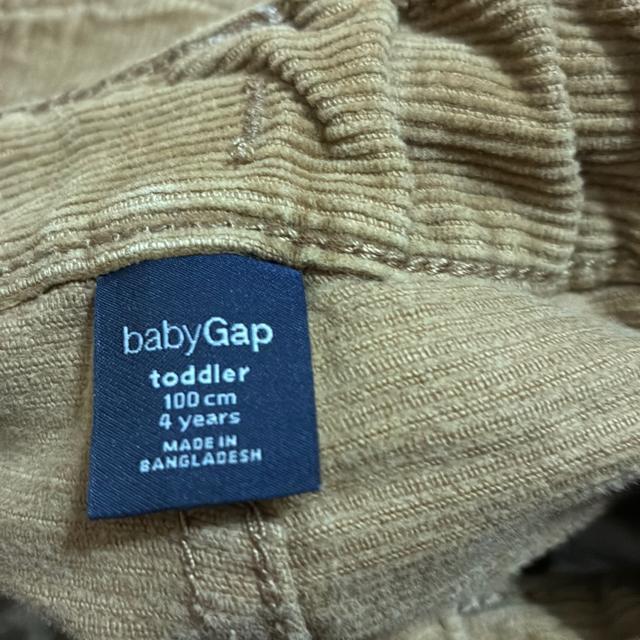 babyGap
toddler
100 cm
4 years
MADE IN
BANGLADESH